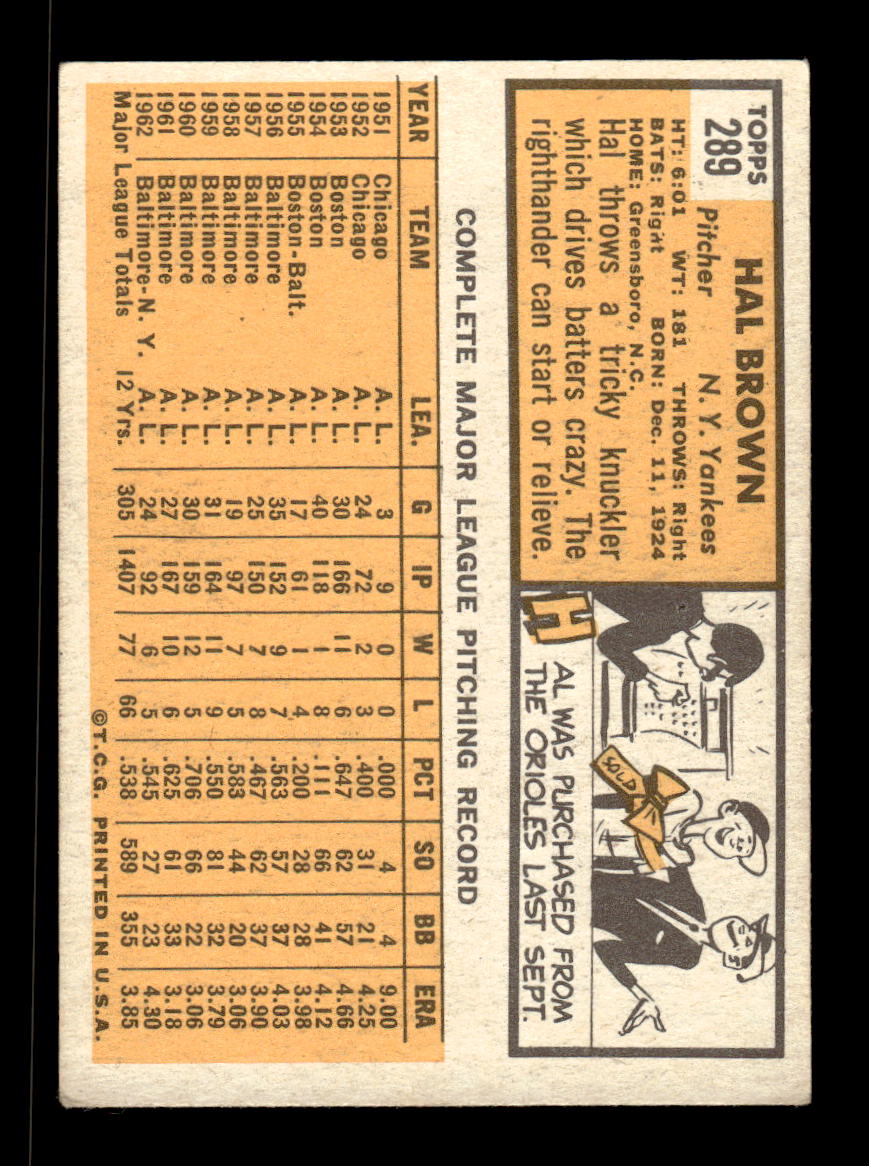 TOPPS
289
HAL BROWN
Pitcher N. Y. Yankees
HT: 6:01 WT: 181 THROWS: Right
BATS: Right BORN: Dec. 11, 1924
HOME: Greensboro, N.C.
Hal throws a tricky knuckler
which drives batters crazy. The
righthander can start or relieve.
SOLD
HAL WAS PURCHASED FROM
THE ORIOLES LAST SEPT.
COMPLETE MAJOR LEAGUE PITCHING RECORD
YEAR TEAM LEA. G IP W L PCT SO BB ERA
1951 Chicago A. L. 3 9 0 0 .000 4 4 9.00
1952 Chicago A. L. 24 72 2 3 .400 31 21 4.25
1953 Boston A. L. 30 166 11 6 .647 62 57 4.66
1954 Boston A. L. 40 118 1 8 .111 66 41 4.12
1955 Boston-Balt. A. L. 17 61 1 4 .200 28 28 3.98
1956 Baltimore A. L. 35 152 9 7 .563 57 37 4.03
1957 Baltimore A. L. 25 150 7 8 .467 62 37 3.90
1958 Baltimore A. L. 19 97 7 5 .583 44 20 3.06
1959 Baltimore A. L. 31 164 11 9 .550 81 32 3.79
1960 Baltimore A. L. 30 159 12 5 .706 66 22 3.06
1961 Baltimore A. L. 27 167 10 6 .625 61 33 3.18
1962 Baltimore-N. Y. A. L. 24 92 6 5 .545 27 23 4.30
Major League Totals 12 Yrs. 305 1407 77 66 .538 589 355 3.85
©T.C.G. PRINTED IN U.S.A.